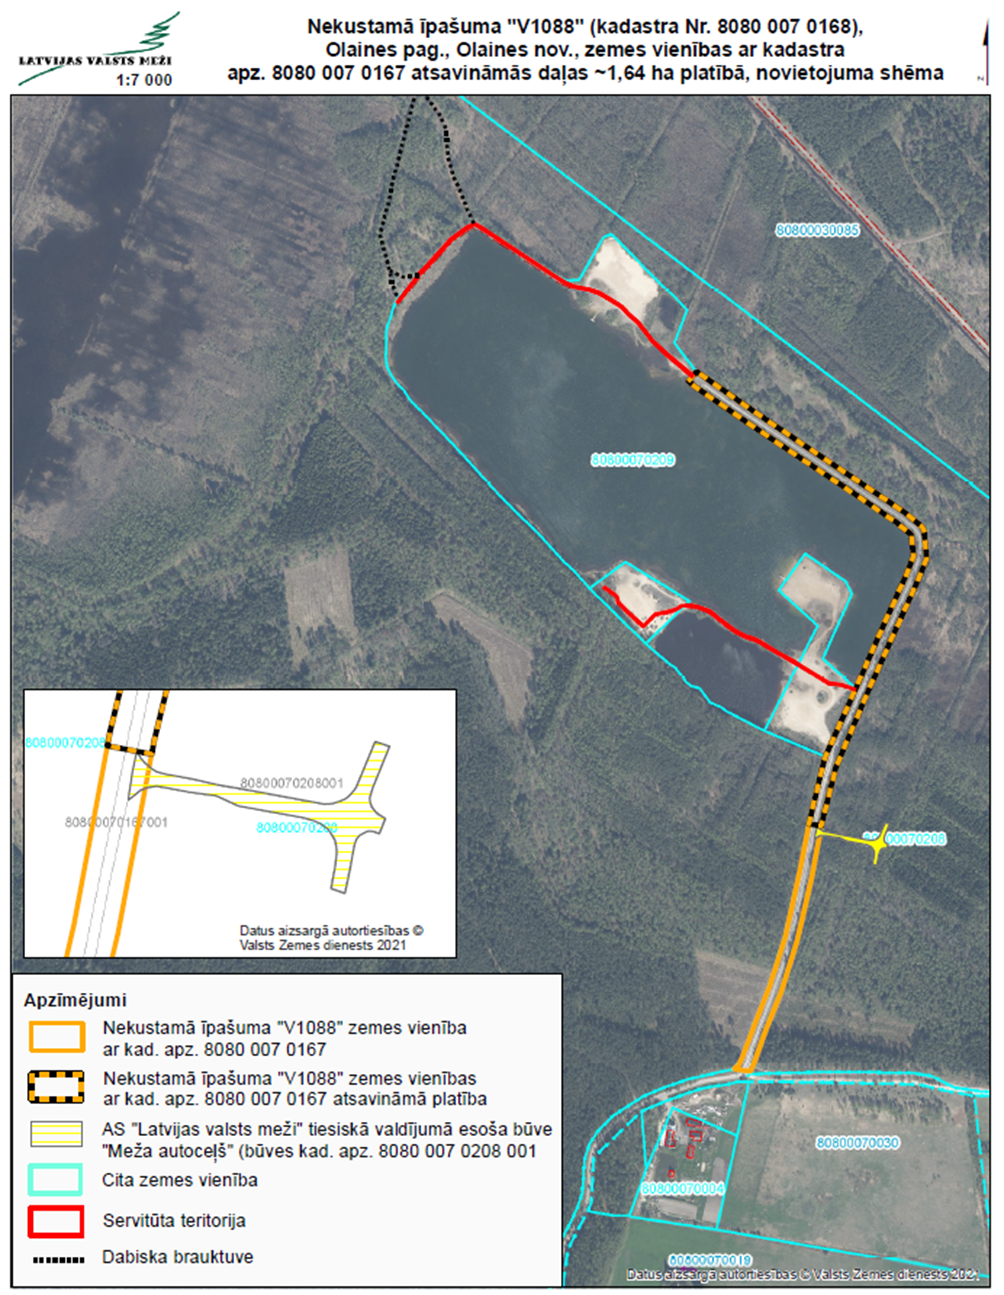 LATVIJAS VALSTS MEŽI
1:7 000
Nekustamā īpašuma "V1088" (kadastra Nr. 8080 007 0168),
Olaines pag., Olaines nov., zemes vienības ar kadastra
apz. 8080 007 0167 atsavināmās daļas ~1,64 ha platībā, novietojuma shēma
80800030085
80800070209
80800070208
80800070208001
80800070167001
80800070208
Datus aizsargā autortiesības ©
Valsts Zemes dienests 2021
80800070208
Apzīmējumi
Nekustamā īpašuma "V1088" zemes vienība
ar kad. apz. 8080 007 0167
Nekustamā īpašuma "V1088" zemes vienības
ar kad. apz. 8080 007 0167 atsavināmā platība
AS "Latvijas valsts meži" tiesiskā valdījumā esoša būve
"Meža autoceļš" (būves kad. apz. 8080 007 0208 001
Cita zemes vienība
Servitūta teritorija
Dabiska brauktuve
80800070030
80800070004
80800070019
Datus aizsargā autortiesības © Valsts Zemes dienests 2021